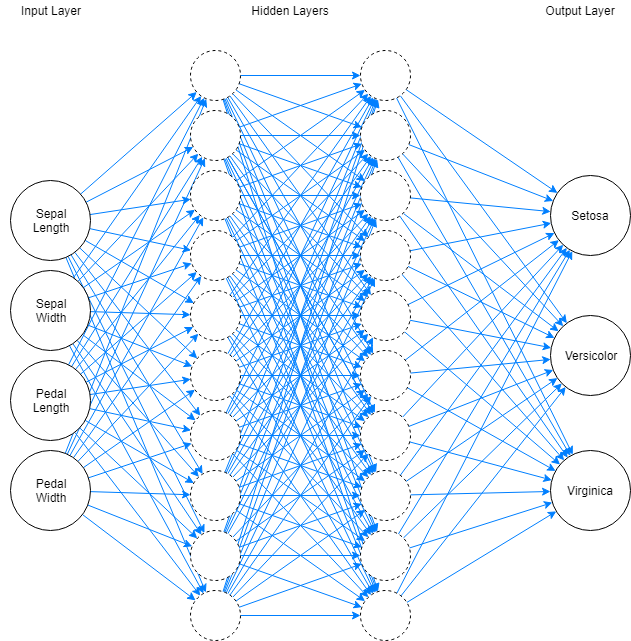 Input Layer
Hidden Layers
Output Layer
Sepal
Length
Sepal
Width
Pedal
Length
Pedal
Width
Setosa
Versicolor
Virginica